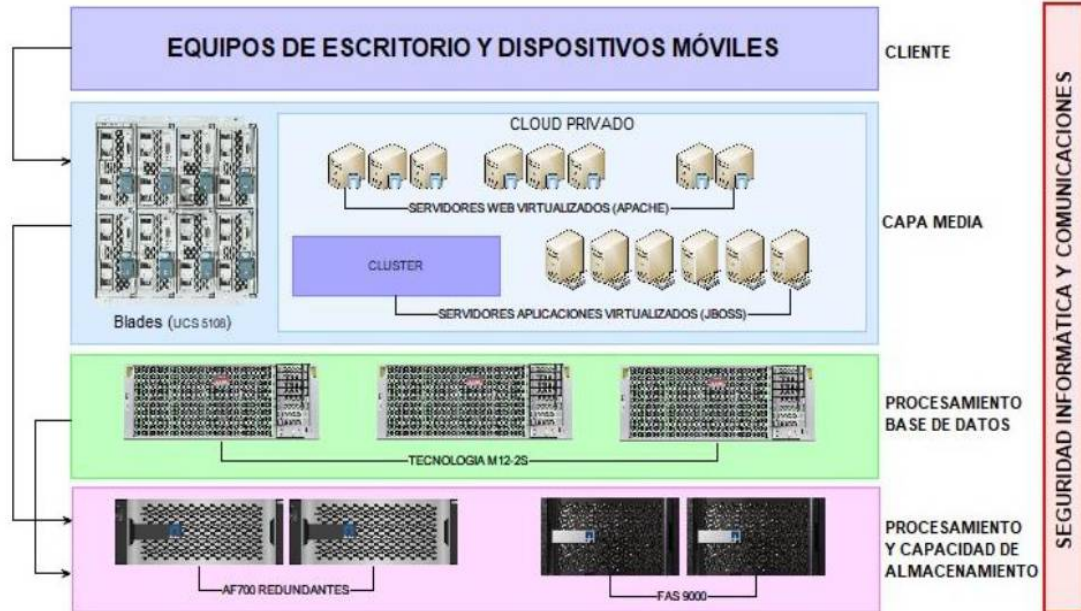 EQUIPOS DE ESCRITORIO Y DISPOSITIVOS MÓVILES
CLIENTE
CLOUD PRIVADO
SERVIDORES WEB VIRTUALIZADOS (APACHE)
CLUSTER
SERVIDORES APLICACIONES VIRTUALIZADOS (JBOSS)
Blades (UCS 5108)
CAPA MEDIA
TECNOLOGIA M12-2S
PROCESAMIENTO
BASE DE DATOS
AF700 REDUNDANTES
FAS 9000
PROCESAMIENTO
Y CAPACIDAD DE
ALMACENAMIENTO
SEGURIDAD INFORMÀTICA Y COMUNICACIONES